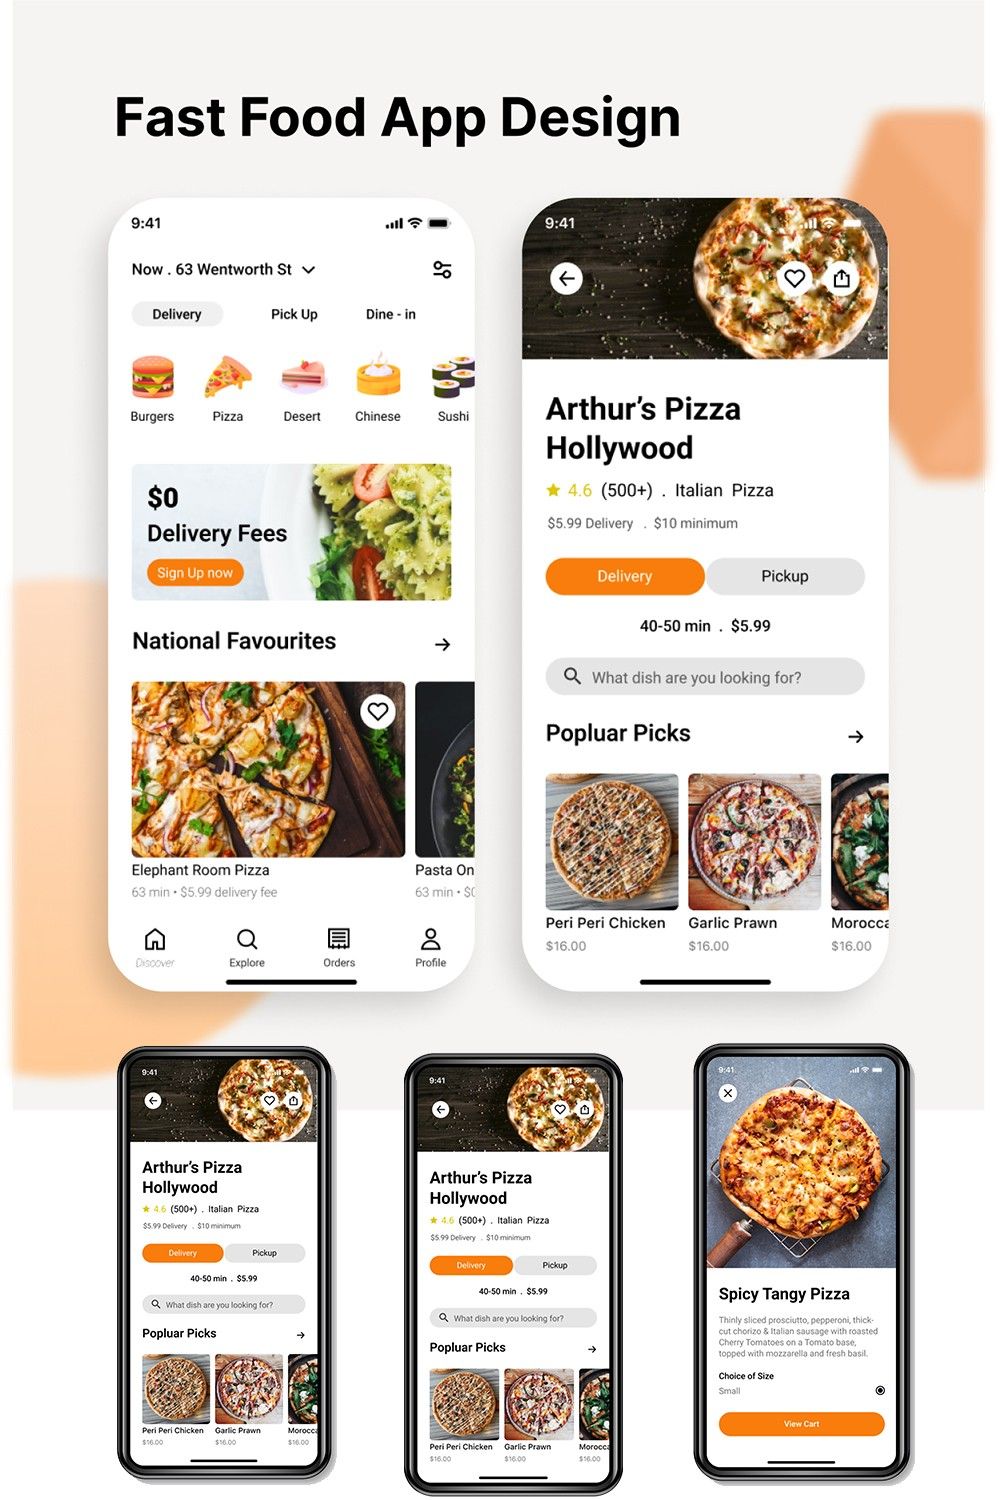 Fast Food App Design
9:41
Now . 63 Wentworth St
Delivery Pick Up Dine - in
Burgers Pizza Desert Chinese Sushi
$0
Delivery Fees
Sign Up now
National Favourites
Elephant Room Pizza Pasta On
63 min • $5.99 delivery fee 63 min • $0
Discover Explore Orders Profile
9:41
Arthur's Pizza
Hollywood
4.6 (500+) . Italian Pizza
$5.99 Delivery . $10 minimum
Delivery Pickup
40-50 min . $5.99
What dish are you looking for?
Popluar Picks
Peri Peri Chicken Garlic Prawn Morocca
$16.00 $16.00 $16.00
9:41
Arthur's Pizza
Hollywood
4.6 (500+) . Italian Pizza
$5.99 Delivery . $10 minimum
Delivery Pickup
40-50 min . $5.99
What dish are you looking for?
Popluar Picks
Peri Peri Chicken Garlic Prawn Morocca
$16.00 $16.00 $16.00
9:41
Arthur's Pizza
Hollywood
4.6 (500+) . Italian Pizza
$5.99 Delivery . $10 minimum
Delivery Pickup
40-50 min . $5.99
What dish are you looking for?
Popluar Picks
Peri Peri Chicken Garlic Prawn Morocca
$16.00 $16.00 $16.00
9:41
Spicy Tangy Pizza
Thinly sliced prosciutto, pepperoni, thick-
cut chorizo & Italian sausage with roasted
Cherry Tomatoes on a Tomato base,
topped with mozzarella and fresh basil.
Choice of Size
Small
View Cart